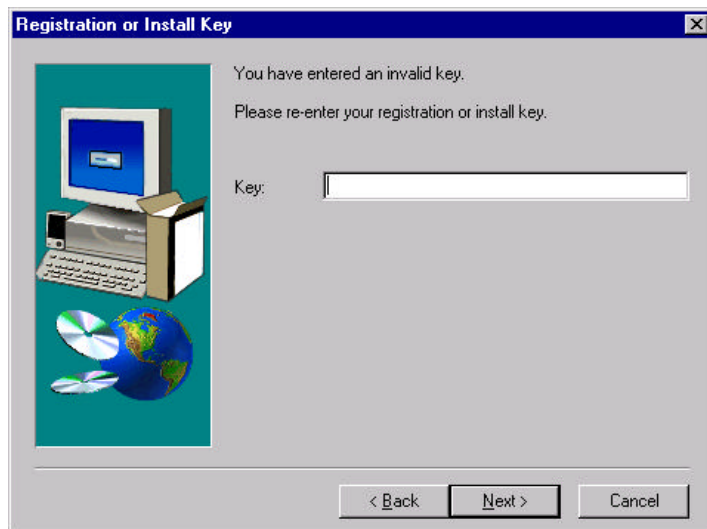 Registration or Install Key
You have entered an invalid key.
Please re-enter your registration or install key.
Key:
< Back
Next >
Cancel